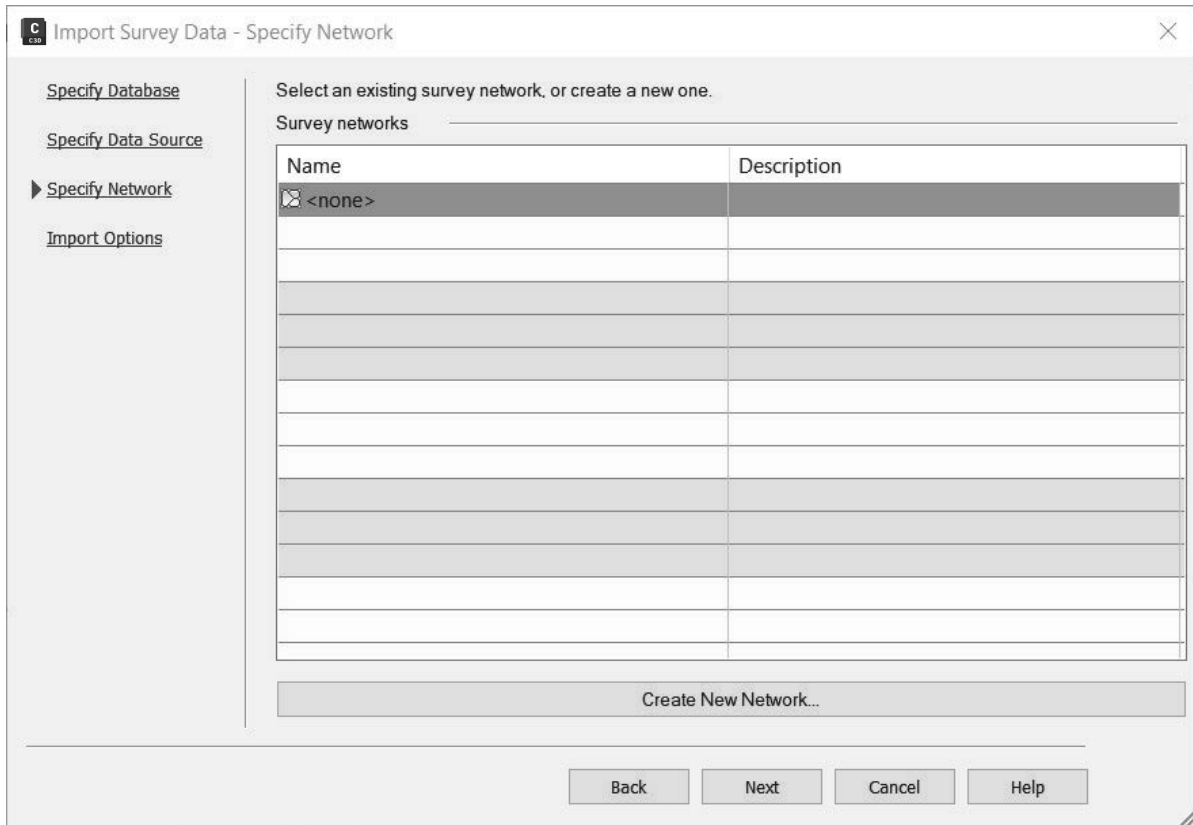 C
C3D
Import Survey Data - Specify Network
Specify Database
Specify Data Source
Specify Network
Import Options
Select an existing survey network, or create a new one.
Survey networks
Name Description
<none>
Create New Network...
Back Next Cancel Help